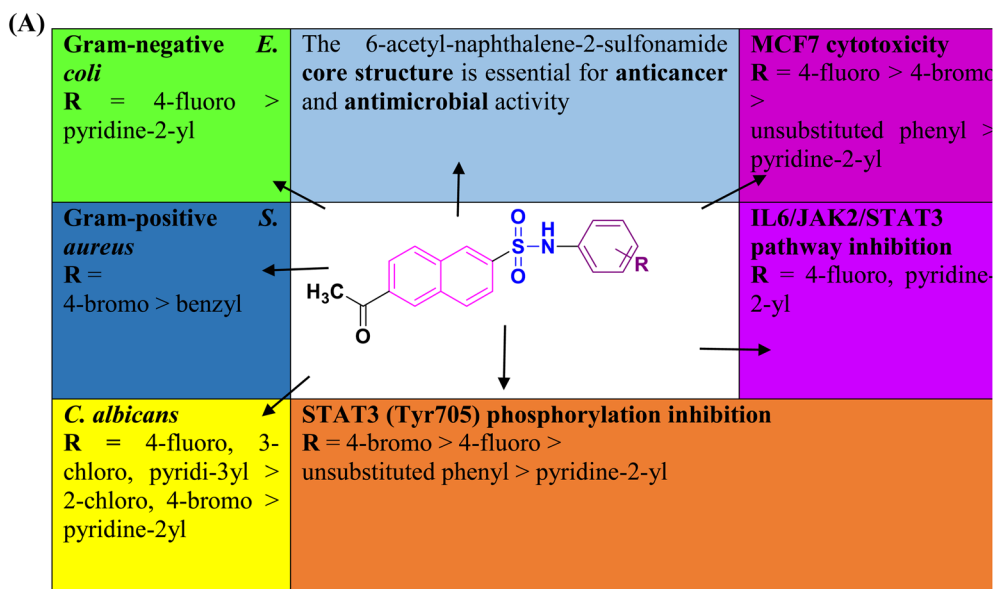 (A)
Gram-negative E.
coli
R = 4-fluoro >
pyridine-2-yl
The 6-acetyl-naphthalene-2-sulfonamide
core structure is essential for anticancer
and antimicrobial activity
MCF7 cytotoxicity
R = 4-fluoro > 4-bromo
>
unsubstituted phenyl >
pyridine-2-yl
Gram-positive S.
aureus
R =
4-bromo > benzyl
O
H
S
N
O
R
H₃C
O
IL6/JAK2/STAT3
pathway inhibition
R = 4-fluoro, pyridine-
2-yl
C. albicans
R = 4-fluoro, 3-
chloro, pyridi-3yl >
2-chloro, 4-bromo >
pyridine-2yl
STAT3 (Tyr705) phosphorylation inhibition
R = 4-bromo > 4-fluoro >
unsubstituted phenyl > pyridine-2-yl